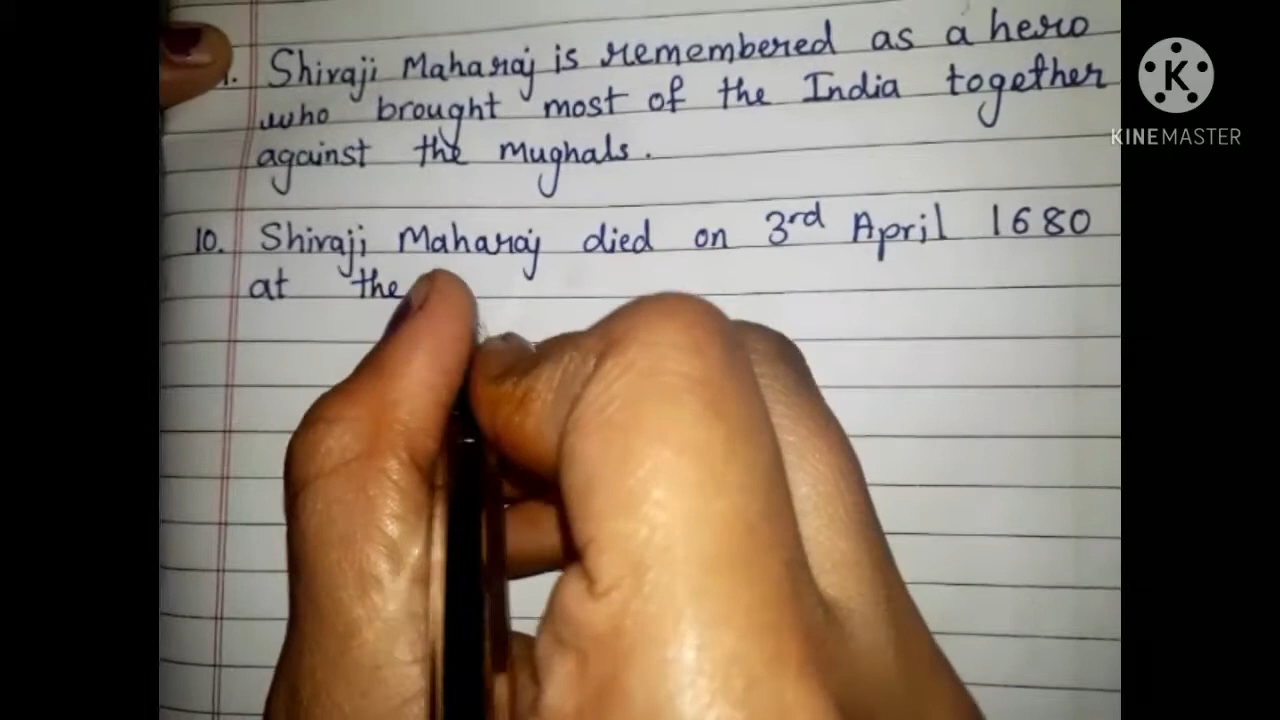 Shivaji Maharaj is remembered as a hero
who brought most of the India together
against the Mughals.
10. Shivaji Maharaj died on 3rd April 1680
at the
K
KINEMASTER